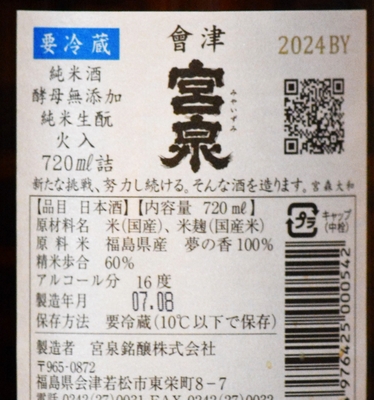 要冷蔵
會津
2024BY
純米酒
酵母無添加
純米生酛
火入
720㎖詰
宮泉
みやいずみ
新たな挑戦、努力し続ける。そんな酒を造ります。宮森大和
【品目 日本酒】【内容量 720㎖】
原材料名 米(国産)、米麹(国産米)
原料米 福島県産 夢の香100%
精米歩合 60%
アルコール分 16度
製造年月 07.08
保存方法 要冷蔵(10℃以下で保存)
プラ
キャップ
(中栓)
製造者 宮泉銘醸株式会社
〒965-0872
福島県会津若松市東栄町8-7
976425000542